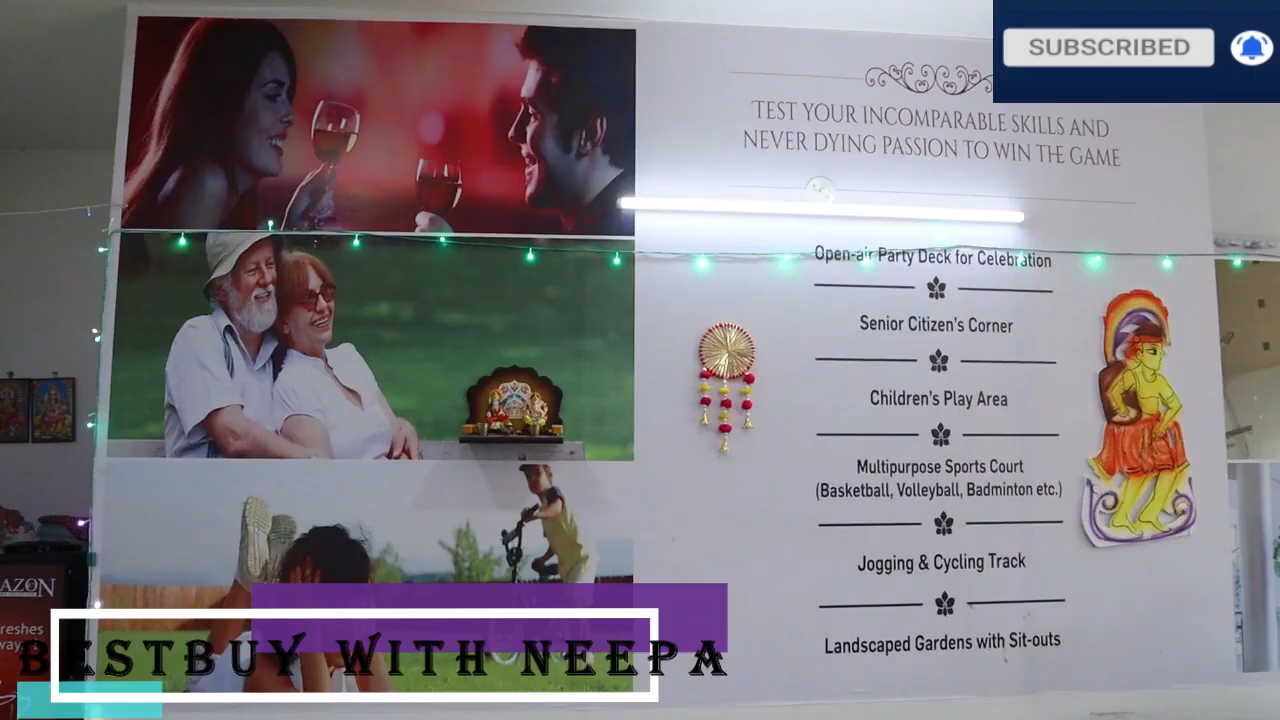 SUBSCRIBED
TEST YOUR INCOMPARABLE SKILLS AND
NEVER DYING PASSION TO WIN THE GAME
Open-air Party Deck for Celebration
Senior Citizen's Corner
Children's Play Area
Multipurpose Sports Court
(Basketball, Volleyball, Badminton etc.)
Jogging & Cycling Track
Landscaped Gardens with Sit-outs
AZON
reshes
way
BESTBUY WITH NEEPA